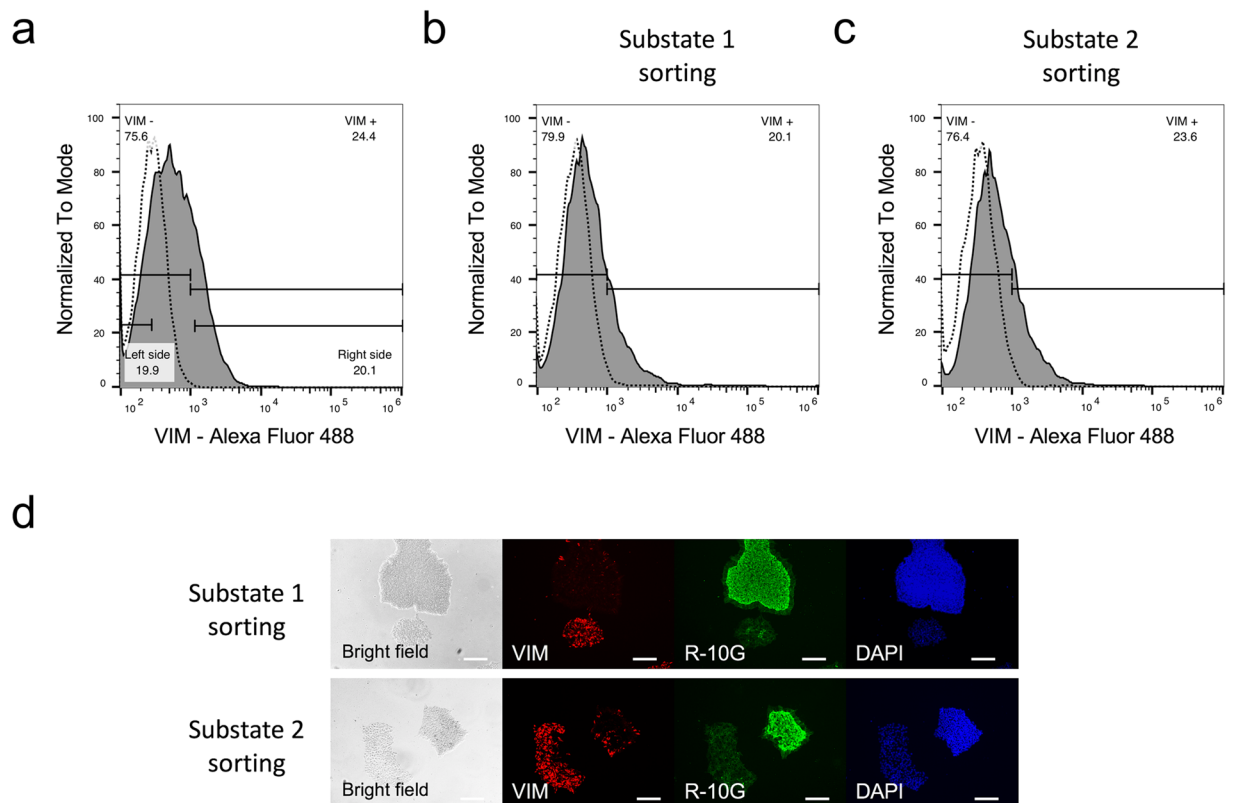 a
b
c
Substate 1
sorting
Substate 2
sorting
VIM -
75.6
VIM +
24.4
Left side
19.9
Right side
20.1
Normalized To Mode
100
80
60
40
20
0
10² 10³ 10⁴ 10⁵ 10⁶
VIM - Alexa Fluor 488
VIM -
79.9
VIM +
20.1
Normalized To Mode
100
80
60
40
20
0
10² 10³ 10⁴ 10⁵ 10⁶
VIM - Alexa Fluor 488
VIM -
76.4
VIM +
23.6
Normalized To Mode
100
80
60
40
20
0
10² 10³ 10⁴ 10⁵ 10⁶
VIM - Alexa Fluor 488
d
Substate 1
sorting
Bright field
VIM
R-10G
DAPI
Substate 2
sorting
Bright field
VIM
R-10G
DAPI